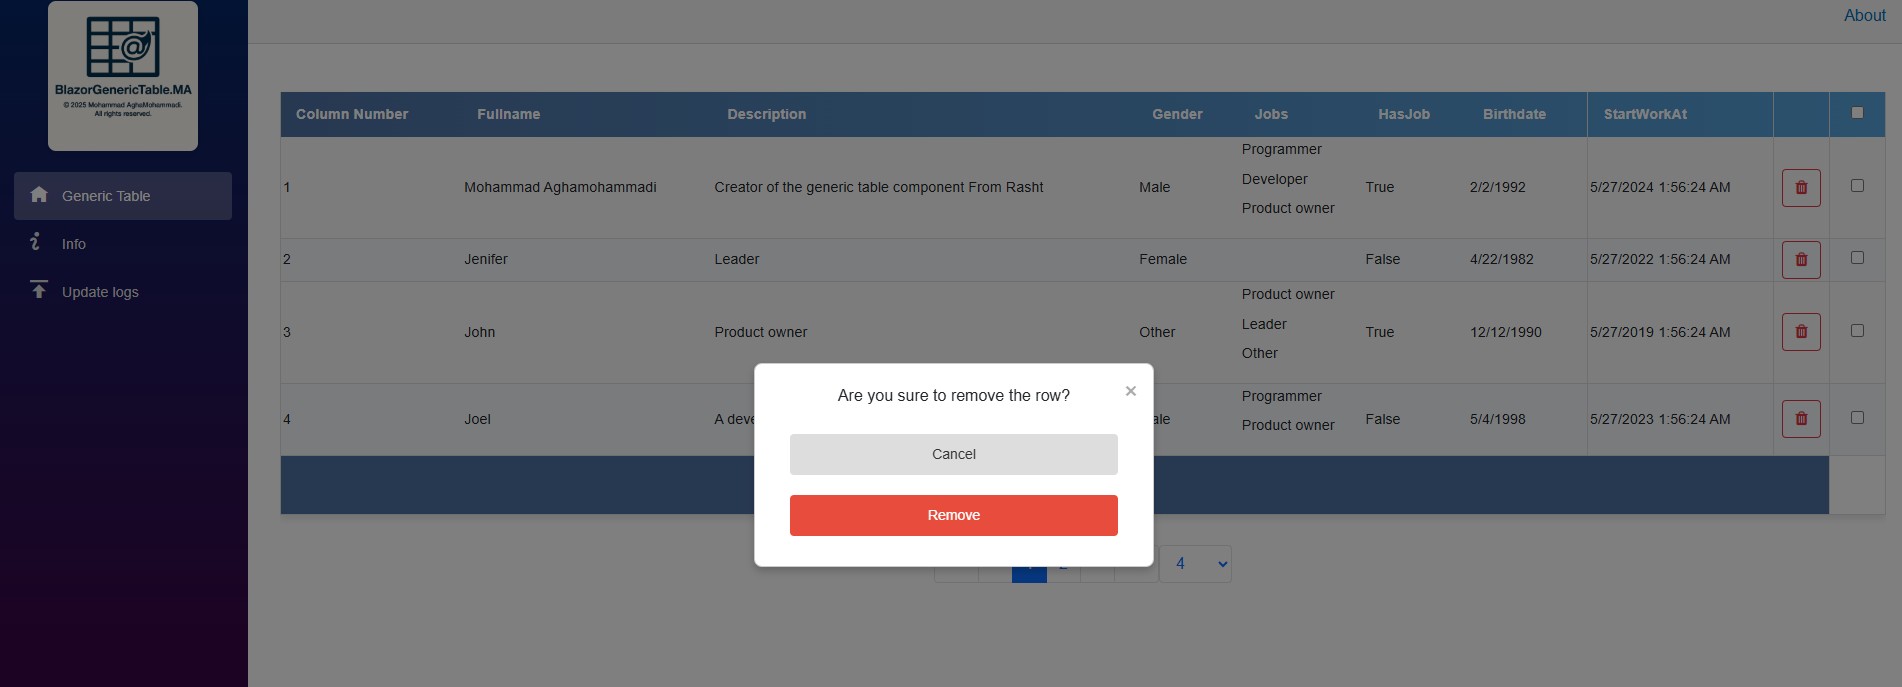 BlazorGenericTable.MA
© 2025 Mohammad AghaMohammadi.
All rights reserved.
Generic Table
Info
Update logs
About
Column Number Fullname Description Gender Jobs HasJob Birthdate StartWorkAt
1 Mohammad Aghamohammadi Creator of the generic table component From Rasht Male Programmer
Developer
Product owner True 2/2/1992 5/27/2024 1:56:24 AM
2 Jenifer Leader Female False 4/22/1982 5/27/2022 1:56:24 AM
3 John Product owner Other Product owner
Leader
Other True 12/12/1990 5/27/2019 1:56:24 AM
4 Joel A Programmer
Product owner False 5/4/1998 5/27/2023 1:56:24 AM
Are you sure to remove the row? ×
Cancel
Remove
4